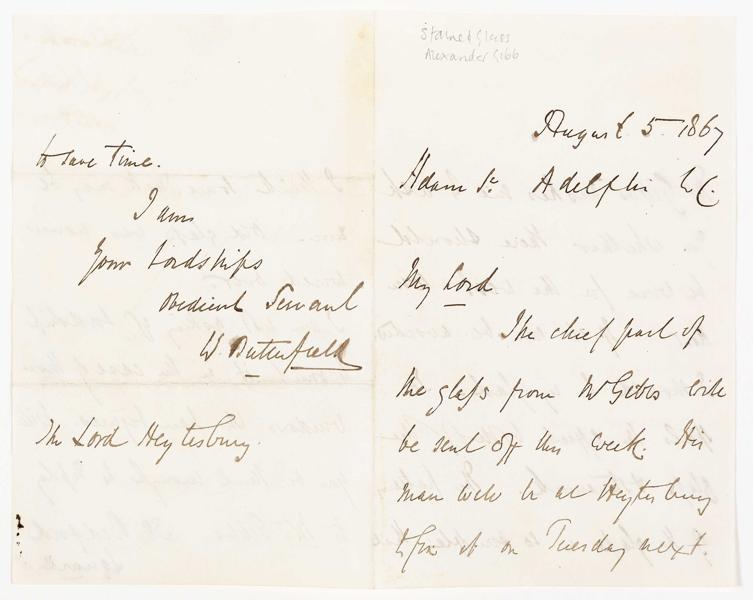 Stained Glass
Alexander Gibb
August 5 1867
Adam St. Adelphi W C.
My Lord
The chief part of
the glass from Mr Gibbs will
be sent off this week. His
man will be at Heytesbury
to fix it on Tuesday next.
to save time.
I am
Your Lordships
Obedient Servant
W. Butterfield
The Lord Heytesbury.